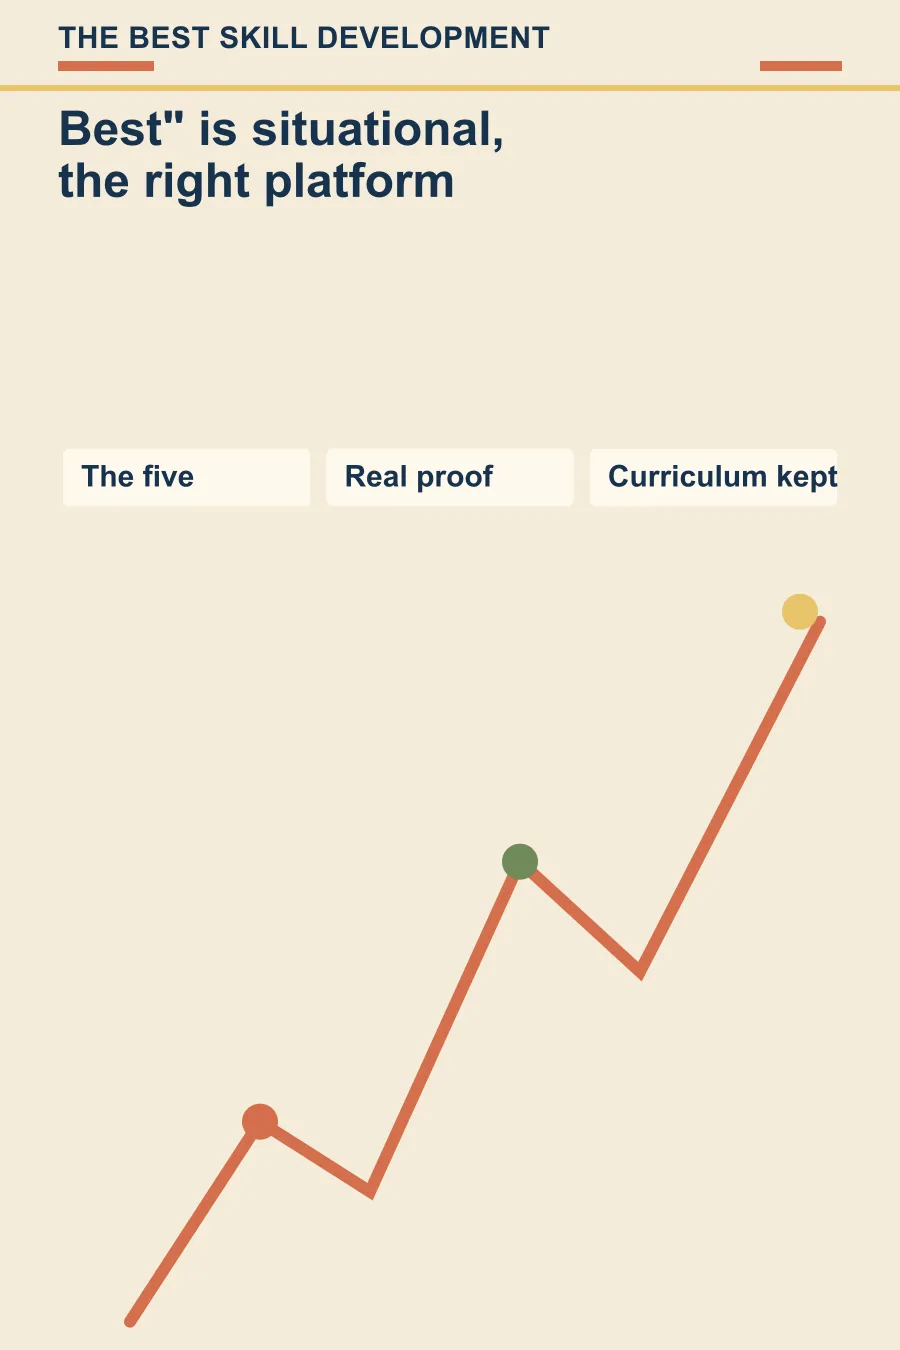 THE BEST SKILL DEVELOPMENT
Best" is situational,
the right platform
The five
Real proof
Curriculum kept